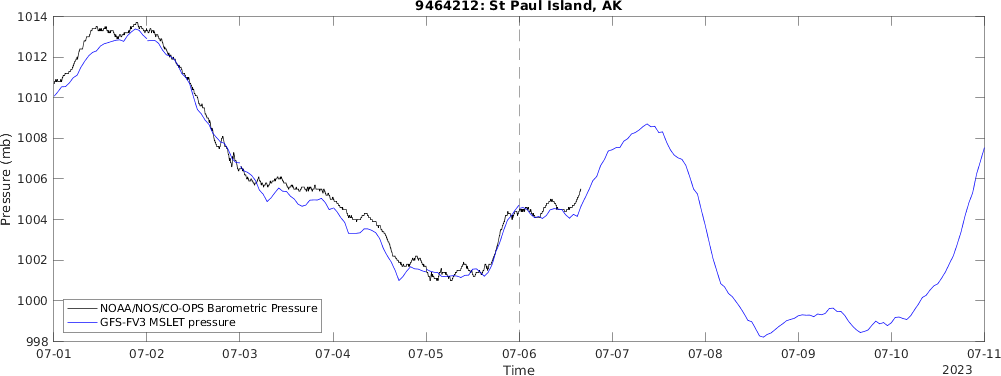 9464212: St Paul Island, AK
Pressure (mb)
1014
1012
1010
1008
1006
1004
1002
1000
998
NOAA/NOS/CO-OPS Barometric Pressure
GFS-FV3 MSLET pressure
07-01 07-02 07-03 07-04 07-05 07-06 07-07 07-08 07-09 07-10 07-11
Time
2023